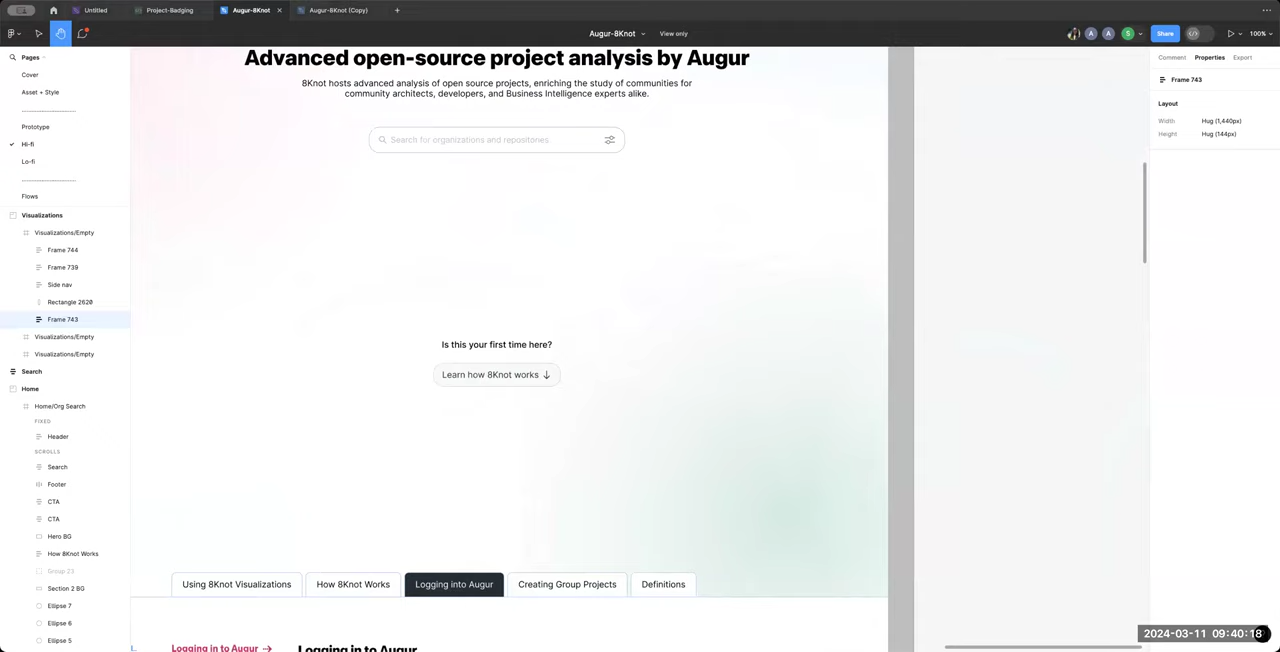 Untitled
Project-Badging
Augur-8Knot
Augur-8Knot (Copy)
Augur-8Knot
View only
A
A
S
Share
100%
Pages
Cover
Asset + Style
Prototype
Hi-fi
Lo-fi
Flows
Visualizations
Visualizations/Empty
Frame 744
Frame 739
Side nav
Rectangle 2620
Frame 743
Visualizations/Empty
Visualizations/Empty
Search
Home
Home/Org Search
FIXED
Header
SCROLLS
Search
Footer
CTA
CTA
Hero BG
How 8Knot Works
Group 23
Section 2 BG
Ellipse 7
Ellipse 6
Ellipse 5
Advanced open-source project analysis by Augur
8Knot hosts advanced analysis of open source projects, enriching the study of communities for
community architects, developers, and Business Intelligence experts alike.
Search for organizations and repositories
Is this your first time here?
Learn how 8Knot works ↓
Using 8Knot Visualizations
How 8Knot Works
Logging into Augur
Creating Group Projects
Definitions
Logging in to Augur →
Logging in to Augur
Comment
Properties
Export
Frame 743
Layout
Width Hug (1,440px)
Height Hug (144px)
2024-03-11 09:40:18